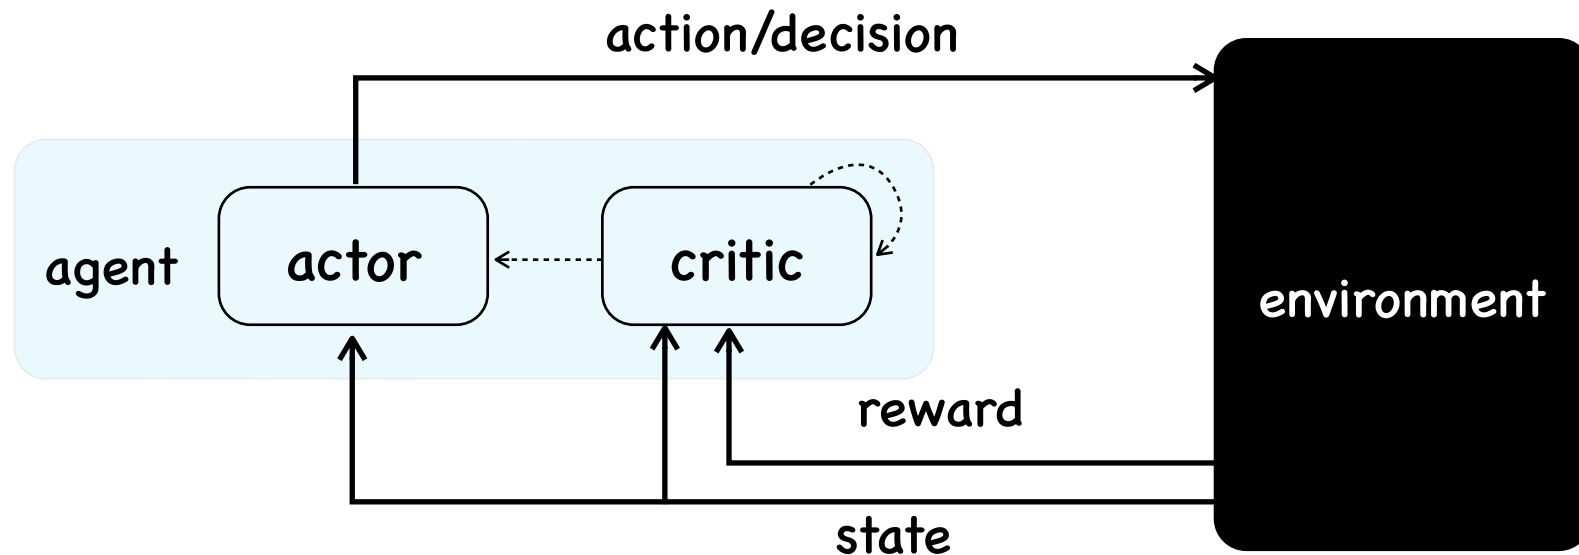 action/decision
agent
actor
critic
environment
reward
state